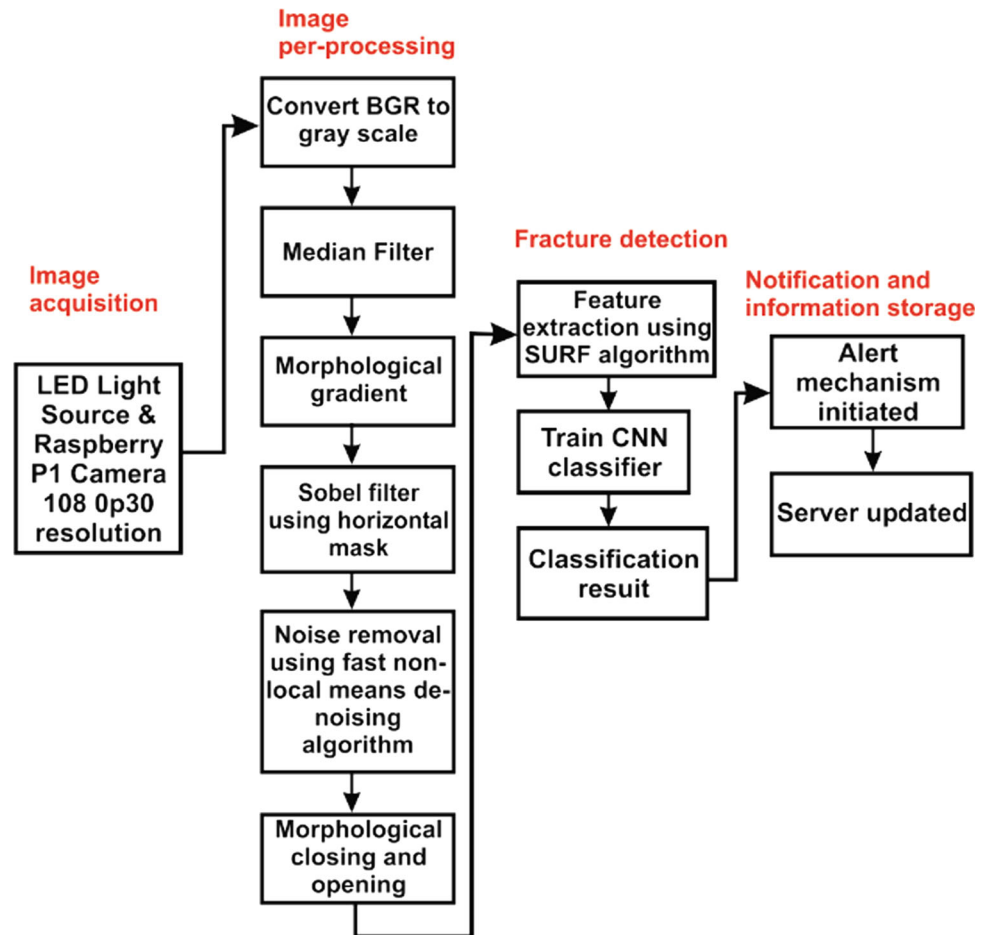 Image
acquisition
LED Light
Source &
Raspberry
P1 Camera
108 0p30
resolution
Image
per-processing
Convert BGR to
gray scale
Median Filter
Morphological
gradient
Sobel filter
using horizontal
mask
Noise removal
using fast non-
local means de-
noising
algorithm
Morphological
closing and
opening
Fracture detection
Feature
extraction using
SURF algorithm
Train CNN
classifier
Classification
resuit
Notification and
information storage
Alert
mechanism
initiated
Server updated